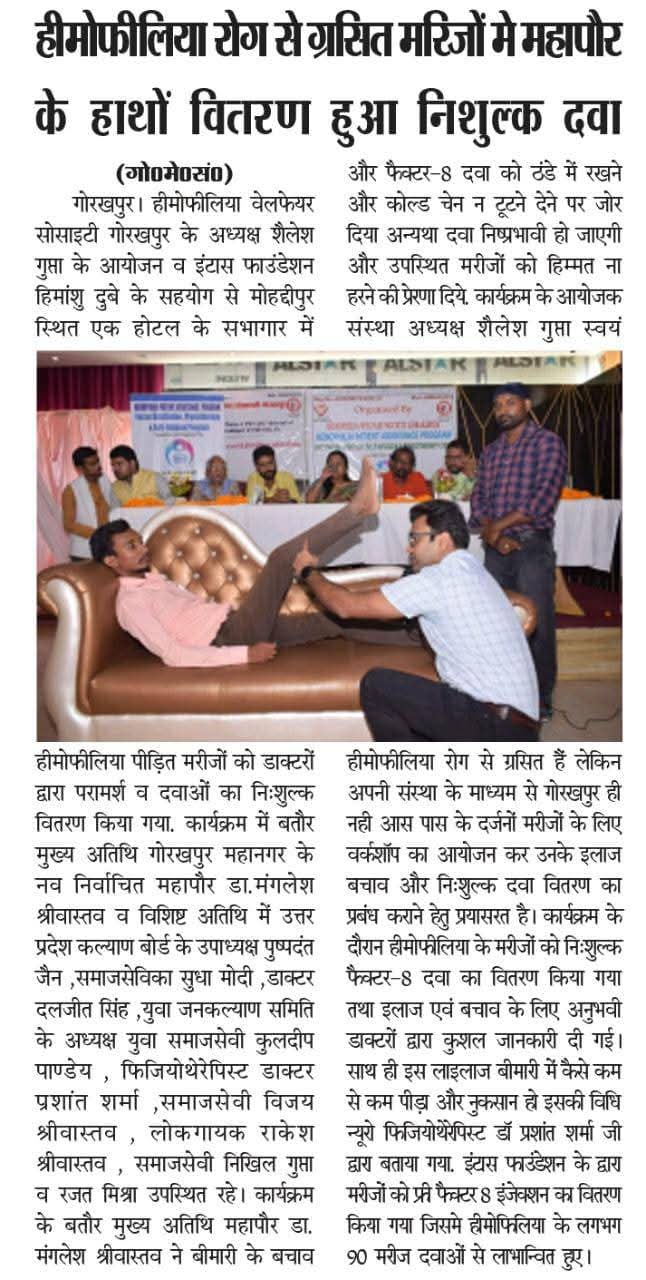 हीमोफीलिया रोग से ग्रसित मरिजों मे महापौर
के हाथों वितरण हुआ निशुल्क दवा
(गो0मे0सं0)
गोरखपुर। हीमोफीलिया वेलफेयर
सोसाइटी गोरखपुर के अध्यक्ष शैलेश
गुप्ता के आयोजन व इंटास फाउंडेशन
हिमांशु दुबे के सहयोग से मोहद्दीपुर
स्थित एक होटल के सभागार में
ALSTAR
ALSTAR
Organised By
हीमोफीलिया पीड़ित मरीजों को डाक्टरों
द्वारा परामर्श व दवाओं का निःशुल्क
वितरण किया गया. कार्यक्रम में बतौर
मुख्य अतिथि गोरखपुर महानगर के
नव निर्वाचित महापौर डा.मंगलेश
श्रीवास्तव व विशिष्ट अतिथि में उत्तर
प्रदेश कल्याण बोर्ड के उपाध्यक्ष पुष्पदंत
जैन ,समाजसेविका सुधा मोदी ,डाक्टर
दलजीत सिंह ,युवा जनकल्याण समिति
के अध्यक्ष युवा समाजसेवी कुलदीप
पाण्डेय , फिजियोथेरेपिस्ट डाक्टर
प्रशांत शर्मा ,समाजसेवी विजय
श्रीवास्तव , लोकगायक राकेश
श्रीवास्तव , समाजसेवी निखिल गुप्ता
व रजत मिश्रा उपस्थित रहे। कार्यक्रम
के बतौर मुख्य अतिथि महापौर डा.
मंगलेश श्रीवास्तव ने बीमारी के बचाव
और फैक्टर-8 दवा को ठंडे में रखने
और कोल्ड चेन न टूटने देने पर जोर
दिया अन्यथा दवा निष्प्रभावी हो जाएगी
और उपस्थित मरीजों को हिम्मत ना
हरने की प्रेरणा दिये. कार्यक्रम के आयोजक
संस्था अध्यक्ष शैलेश गुप्ता स्वयं
हीमोफीलिया रोग से ग्रसित हैं लेकिन
अपनी संस्था के माध्यम से गोरखपुर ही
नही आस पास के दर्जनों मरीजों के लिए
वर्कशॉप का आयोजन कर उनके इलाज
बचाव और निःशुल्क दवा वितरण का
प्रबंध कराने हेतु प्रयासरत है। कार्यक्रम के
दौरान हीमोफीलिया के मरीजों को निःशुल्क
फैक्टर-8 दवा का वितरण किया गया
तथा इलाज एवं बचाव के लिए अनुभवी
डाक्टरों द्वारा कुशल जानकारी दी गई।
साथ ही इस लाइलाज बीमारी में कैसे कम
से कम पीड़ा और नुकसान हो इसकी विधि
न्यूरो फिजियोथेरेपिस्ट डॉ प्रशांत शर्मा जी
द्वारा बताया गया. इंटास फाउंडेशन के द्वारा
मरीजों को फ्री फैक्टर 8 इंजेक्शन का वितरण
किया गया जिसमे हीमोफिलिया के लगभग
90 मरीज दवाओं से लाभान्वित हुए।